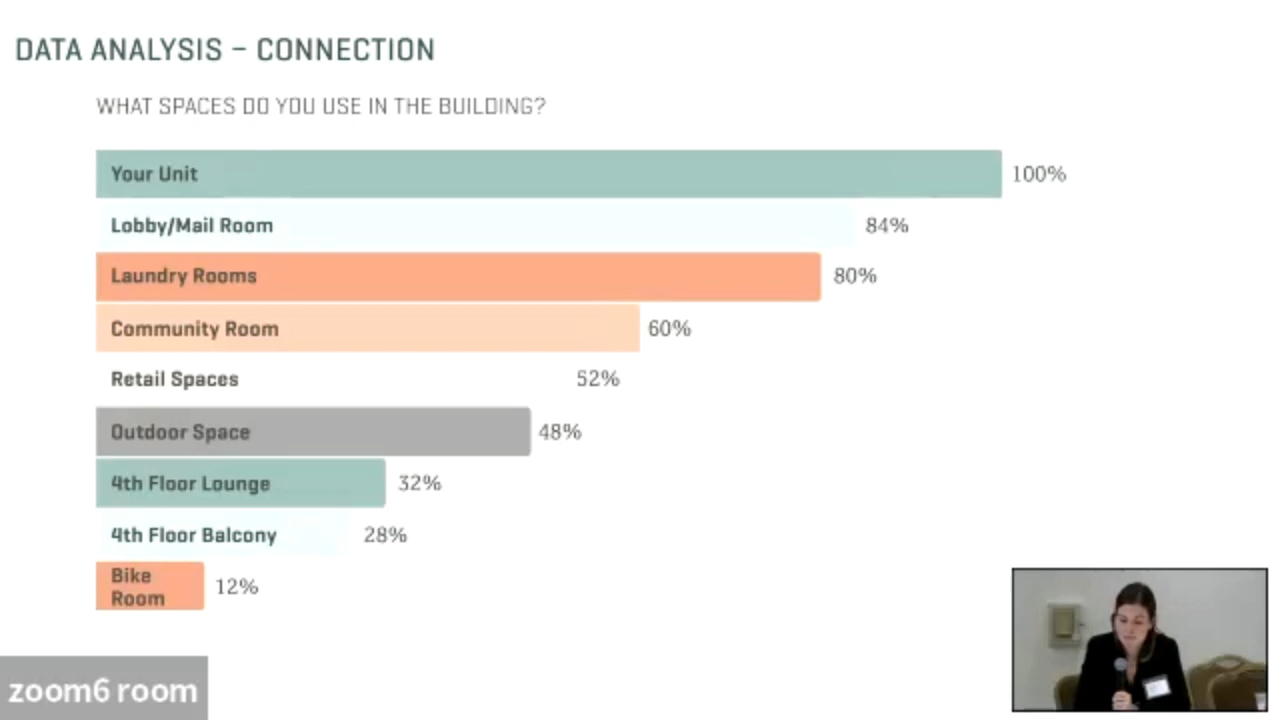 DATA ANALYSIS – CONNECTION
WHAT SPACES DO YOU USE IN THE BUILDING?
Your Unit 100%
Lobby/Mail Room 84%
Laundry Rooms 80%
Community Room 60%
Retail Spaces 52%
Outdoor Space 48%
4th Floor Lounge 32%
4th Floor Balcony 28%
Bike
Room
12%
zoom6 room